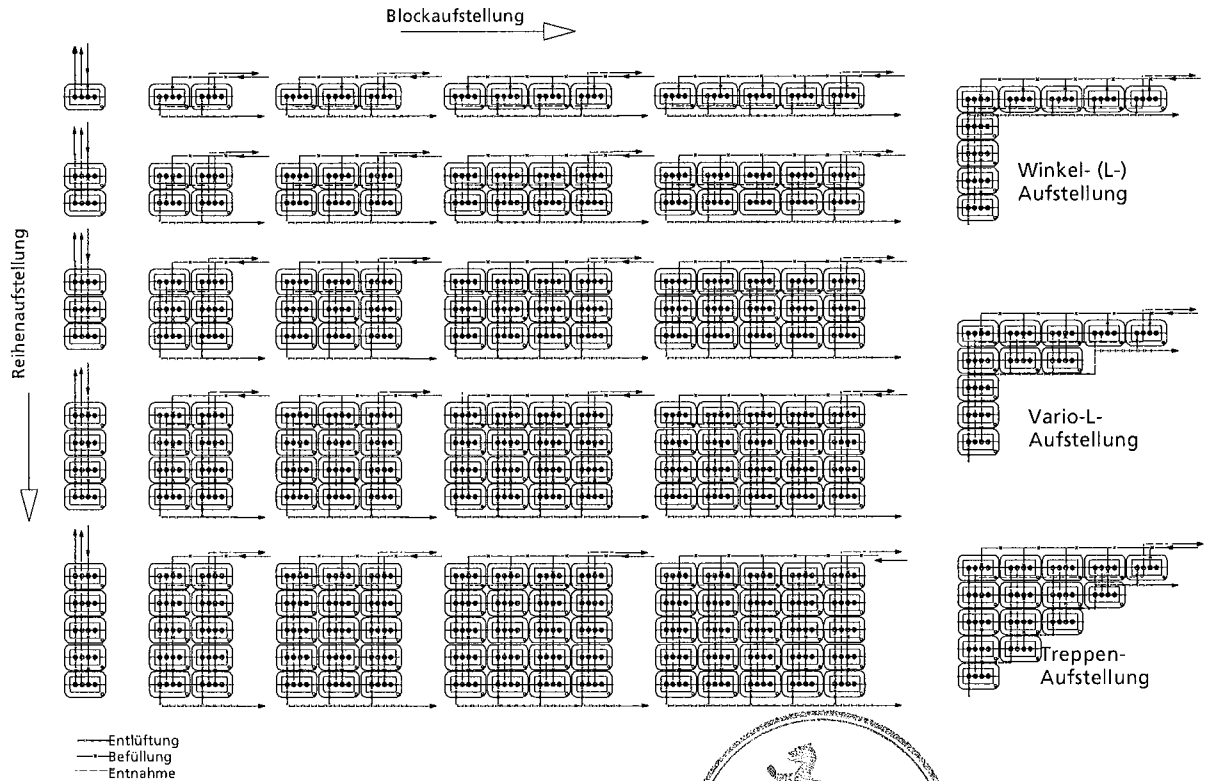 Blockaufstellung
Reihenaufstellung
Winkel- (L-)
Aufstellung
Vario-L-
Aufstellung
Treppen-
Aufstellung
Entlüftung
Befüllung
Entnahme